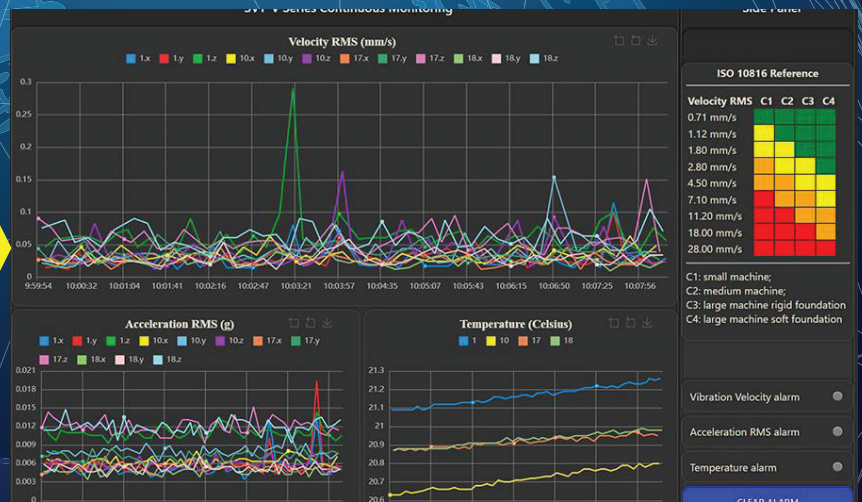 SVT-V Series Continuous Monitoring
Side Panel
Velocity RMS (mm/s)
1.x 1.y 1.z 10.x 10.y 10.z 17.x 17.y 17.z 18.x 18.y 18.z
0.3
0.25
0.2
0.15
0.1
0.05
0
9:59:54 10:00:32 10:01:04 10:01:41 10:02:16 10:02:47 10:03:21 10:03:57 10:04:35 10:05:07 10:05:43 10:06:15 10:06:50 10:07:25 10:07:56
Acceleration RMS (g)
1.x 1.y 1.z 10.x 10.y 10.z 17.x 17.y
17.z 18.x 18.y 18.z
0.021
0.018
0.015
0.012
0.009
0.006
0.003
0
Temperature (Celsius)
1 10 17 18
21.3
21.2
21.1
21
20.9
20.8
20.7
20.6
ISO 10816 Reference
Velocity RMS C1 C2 C3 C4
0.71 mm/s
1.12 mm/s
1.80 mm/s
2.80 mm/s
4.50 mm/s
7.10 mm/s
11.20 mm/s
18.00 mm/s
28.00 mm/s
C1: small machine;
C2: medium machine;
C3: large machine rigid foundation
C4: large machine soft foundation
Vibration Velocity alarm
Acceleration RMS alarm
Temperature alarm
CLEAR ALARM